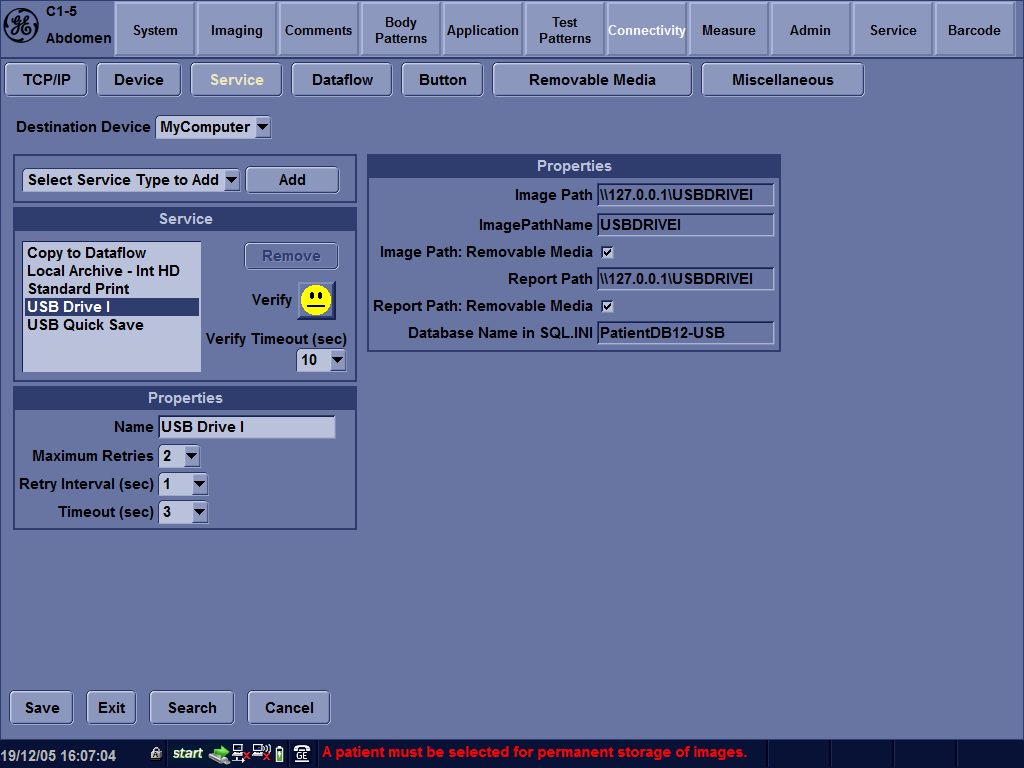 C1-5
Abdomen
System
Imaging
Comments
Body
Patterns
Application
Test
Patterns
Connectivity
Measure
Admin
Service
Barcode
TCP/IP
Device
Service
Dataflow
Button
Removable Media
Miscellaneous
Destination Device MyComputer
Select Service Type to Add
Add
Service
Copy to Dataflow
Local Archive - Int HD
Standard Print
USB Drive I
USB Quick Save
Remove
Verify
Verify Timeout (sec)
10
Properties
Name USB Drive I
Maximum Retries 2
Retry Interval (sec) 1
Timeout (sec) 3
Properties
Image Path \\127.0.0.1\USBDRIVEI
ImagePathName USBDRIVEI
Image Path: Removable Media
Report Path \\127.0.0.1\USBDRIVEI
Report Path: Removable Media
Database Name in SQL.INI PatientDB12-USB
Save
Exit
Search
Cancel
19/12/05 16:07:04
start
GE
A patient must be selected for permanent storage of images.